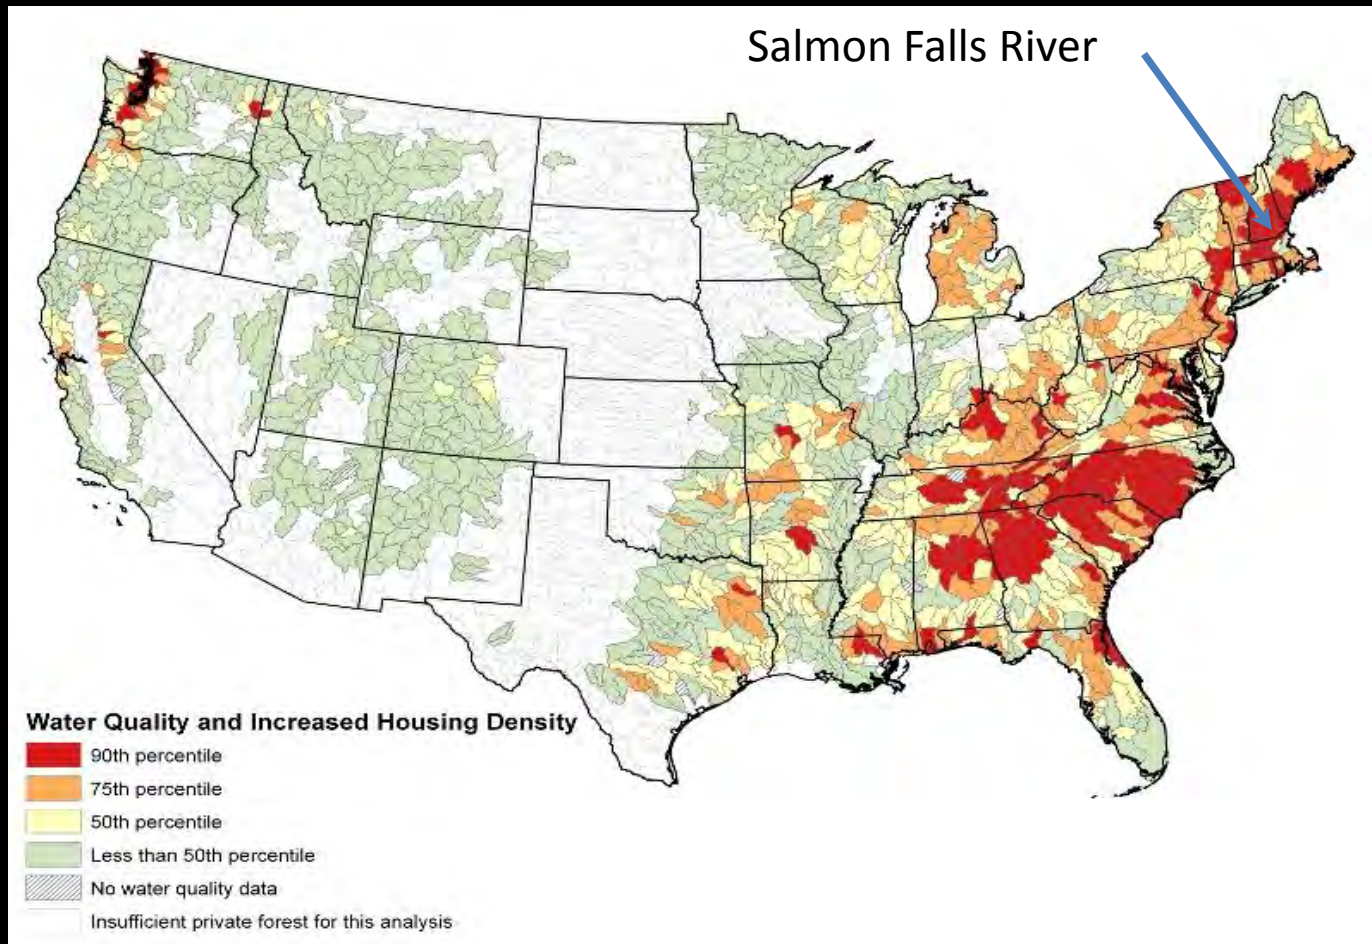 Salmon Falls River
Water Quality and Increased Housing Density
90th percentile
75th percentile
50th percentile
Less than 50th percentile
No water quality data
Insufficient private forest for this analysis